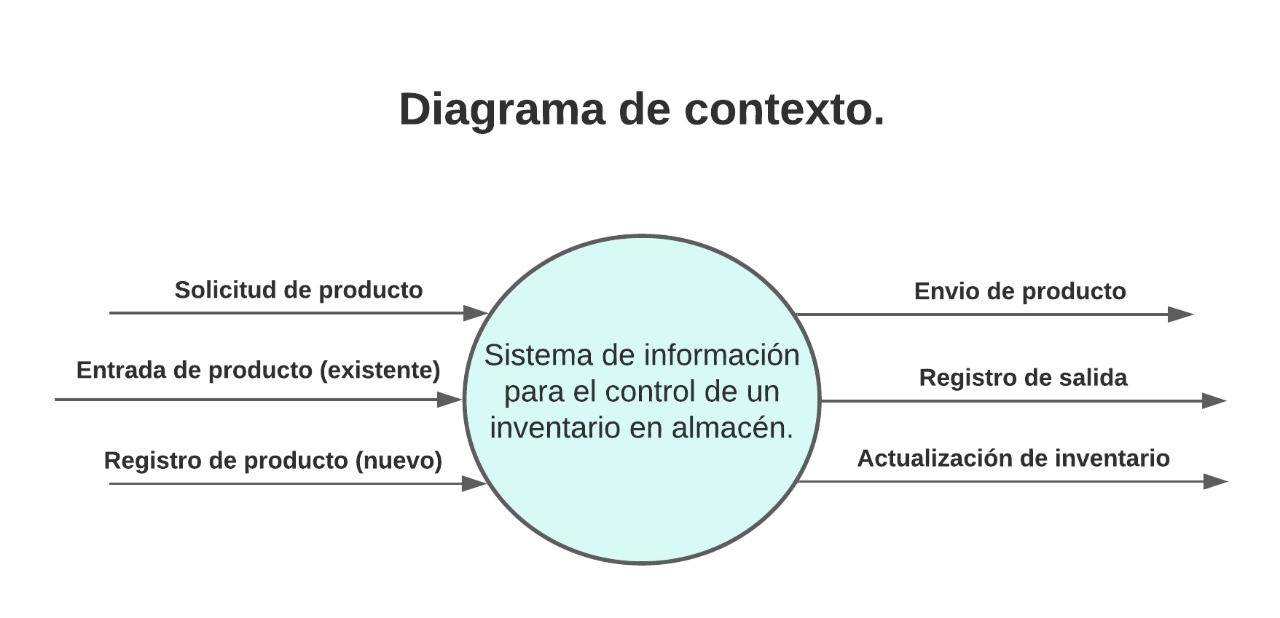 Diagrama de contexto.
Solicitud de producto
Entrada de producto (existente)
Registro de producto (nuevo)
Sistema de información
para el control de un
inventario en almacén.
Envio de producto
Registro de salida
Actualización de inventario